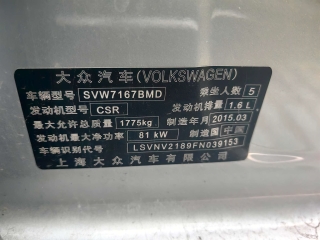 大众汽车(VOLKSWAGEN)
车辆型号 SVW7167BMD 乘坐人数 5
发动机型号 CSR 发动机排量 1.6L
最大允许总质量 1775kg 制造年月 2015.03
发动机最大净功率 81kW 制造国 中国
车辆识别代号 LSVNV2189FN039153
上海大众汽车有限公司